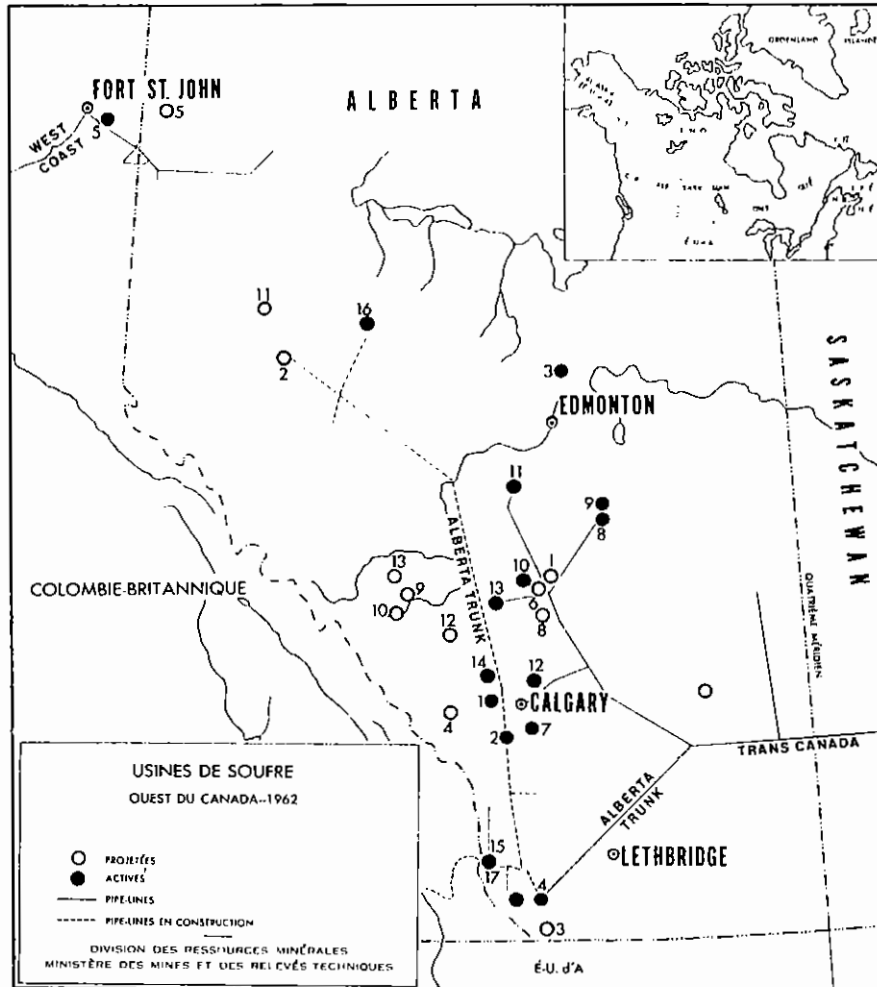 GROENLAND
ISLANDE
FORT ST. JOHN
5
5
ALBERTA
WEST
COAST
11
16
2
3
EDMONTON
SASKATCHEWAN
11
9
8
ALBERTA TRUNK
13
10
1
COLOMBIE-BRITANNIQUE
9
13
6
10
8
12
QUATRIÈME MÉRIDIEN
14
12
1
CALGARY
4
2
7
TRANS CANADA
ALBERTA
TRUNK
15
LETHBRIDGE
17
4
3
É-U. d'A
USINES DE SOUFRE
OUEST DU CANADA--1962
PROJETÉES
ACTIVES
PIPE-LINES
PIPE-LINES EN CONSTRUCTION
DIVISION DES RESSOURCES MINÉRALES
MINISTÈRE DES MINES ET DES RELEVÉS TECHNIQUES